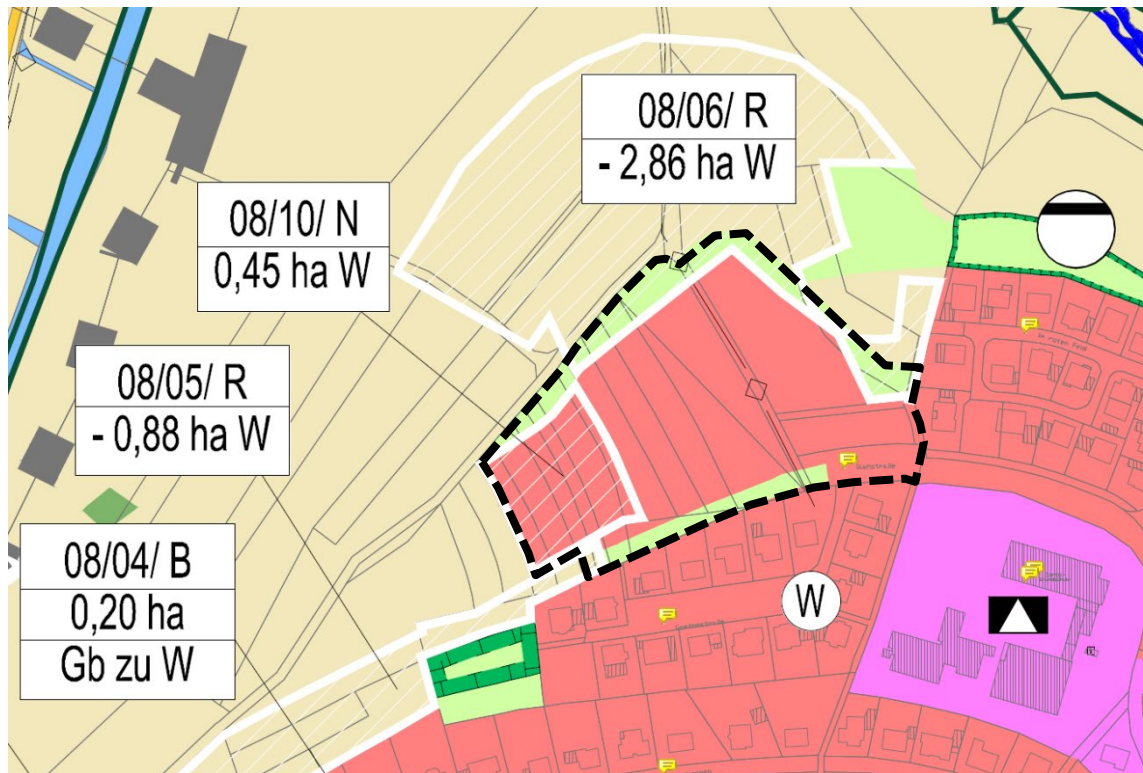 08/06/ R
- 2,86 ha W
08/10/ N
0,45 ha W
08/05/ R
- 0,88 ha W
08/04/ B
0,20 ha
Gb zu W
W